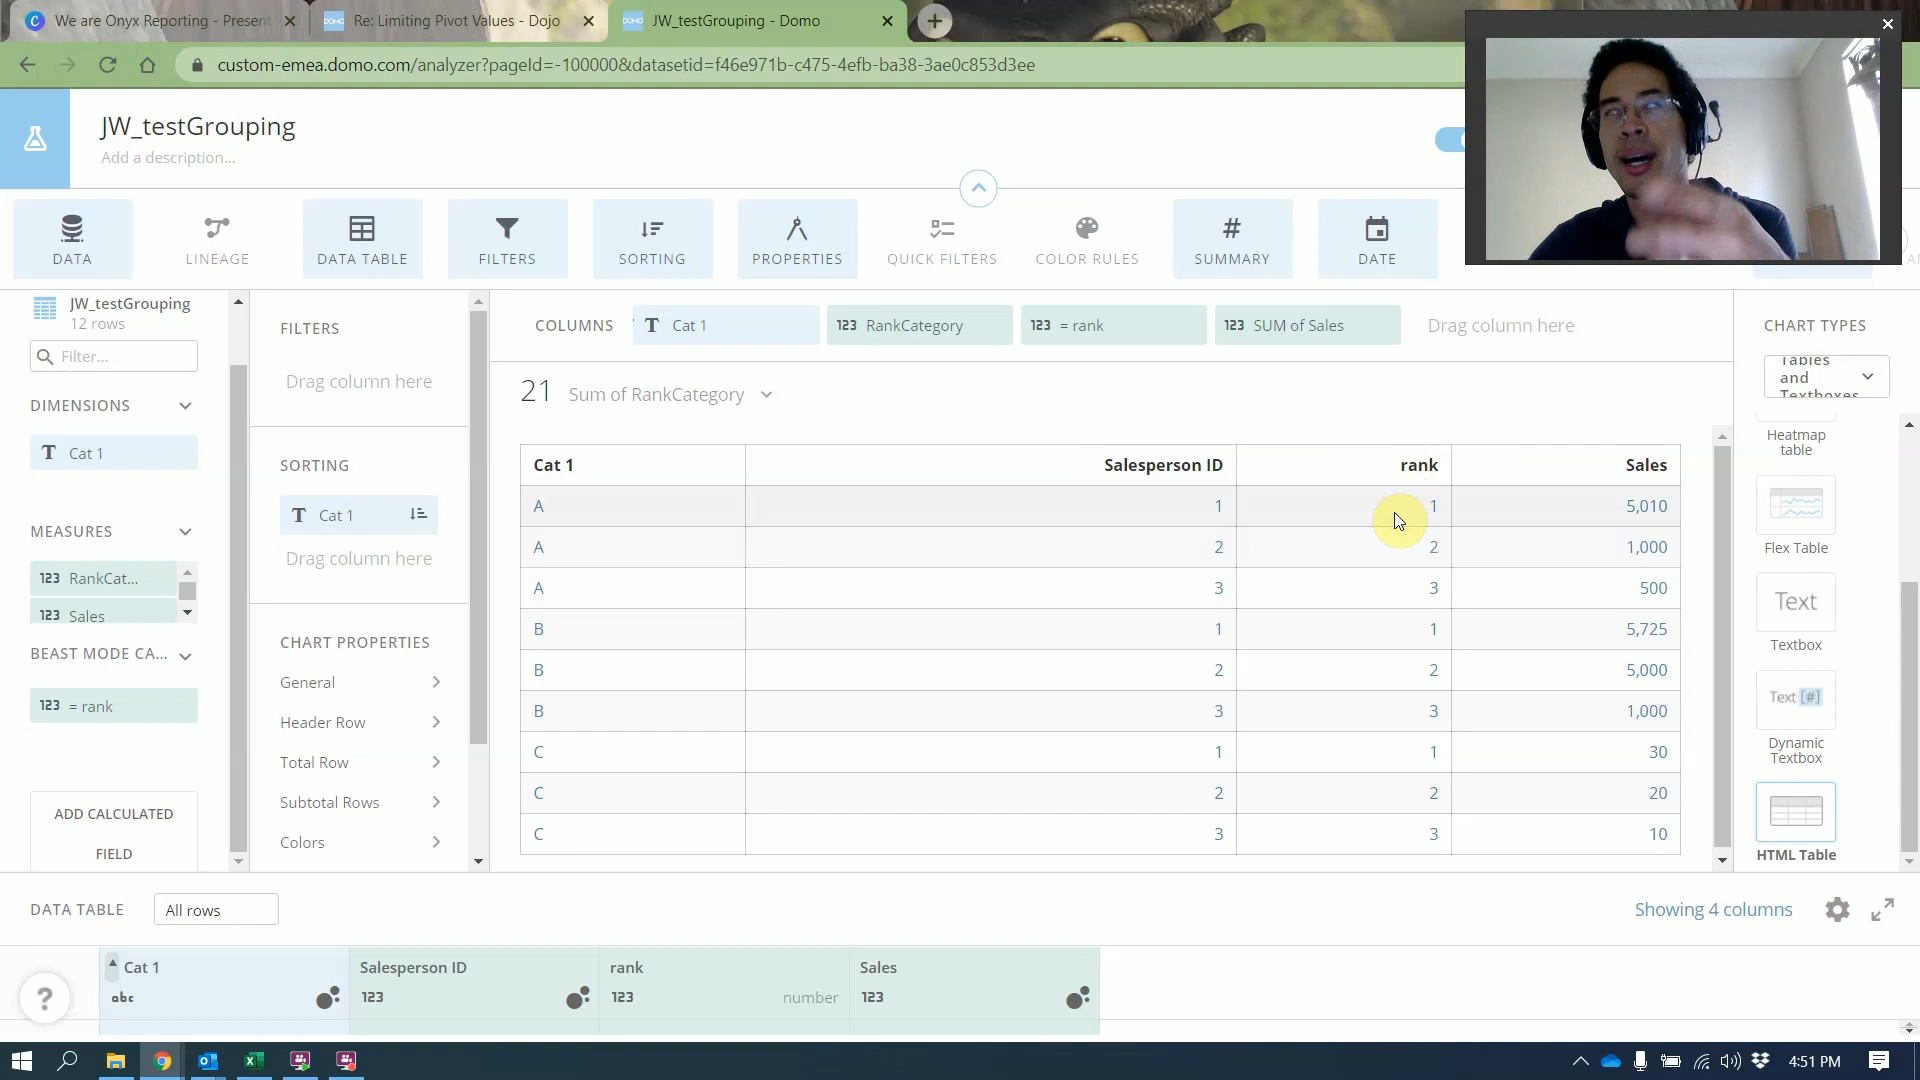 We are Onyx Reporting - Present
Re: Limiting Pivot Values - Dojo
JW_testGrouping - Domo
custom-emea.domo.com/analyzer?pageId=-100000&datasetid=f46e971b-c475-4efb-ba38-3ae0c853d3ee
JW_testGrouping
Add a description...
DATA
LINEAGE
DATA TABLE
FILTERS
SORTING
PROPERTIES
QUICK FILTERS
COLOR RULES
# SUMMARY
DATE
JW_testGrouping
12 rows
Filter...
DIMENSIONS
T Cat 1
MEASURES
123 RankCat...
123 Sales
BEAST MODE CA...
123 = rank
ADD CALCULATED
FIELD
FILTERS
Drag column here
SORTING
T Cat 1
Drag column here
CHART PROPERTIES
General
Header Row
Total Row
Subtotal Rows
Colors
COLUMNS T Cat 1 123 RankCategory 123 = rank 123 SUM of Sales Drag column here
21 Sum of RankCategory
Cat 1 Salesperson ID rank Sales
A 1 1 5,010
A 2 2 1,000
A 3 3 500
B 1 1 5,725
B 2 2 5,000
B 3 3 1,000
C 1 1 30
C 2 2 20
C 3 3 10
CHART TYPES
Tables
and
Textboxes
Heatmap
table
Flex Table
Text
Textbox
Text [#]
Dynamic
Textbox
HTML Table
DATA TABLE All rows
Showing 4 columns
Cat 1 Salesperson ID rank Sales
abc 123 123 number 123
?
4:51 PM